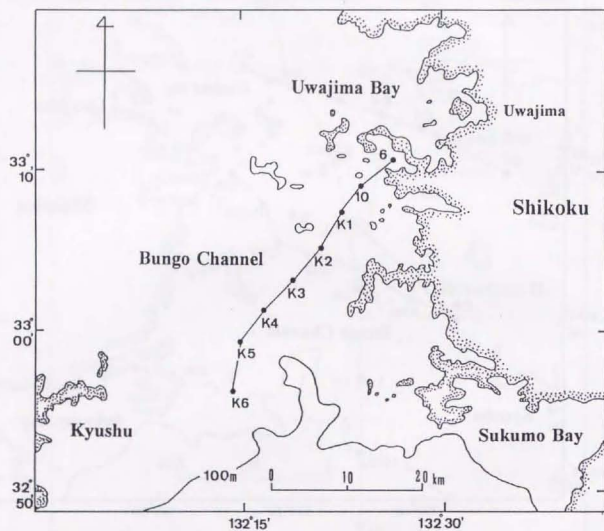 4
Uwajima Bay
Uwajima
33°
10
6
10
K1
Shikoku
K2
Bungo Channel
K3
K4
33°
00
K5
K6
Kyushu
Sukumo Bay
100m
0 10 20 km
32°
50
132°15 132°30